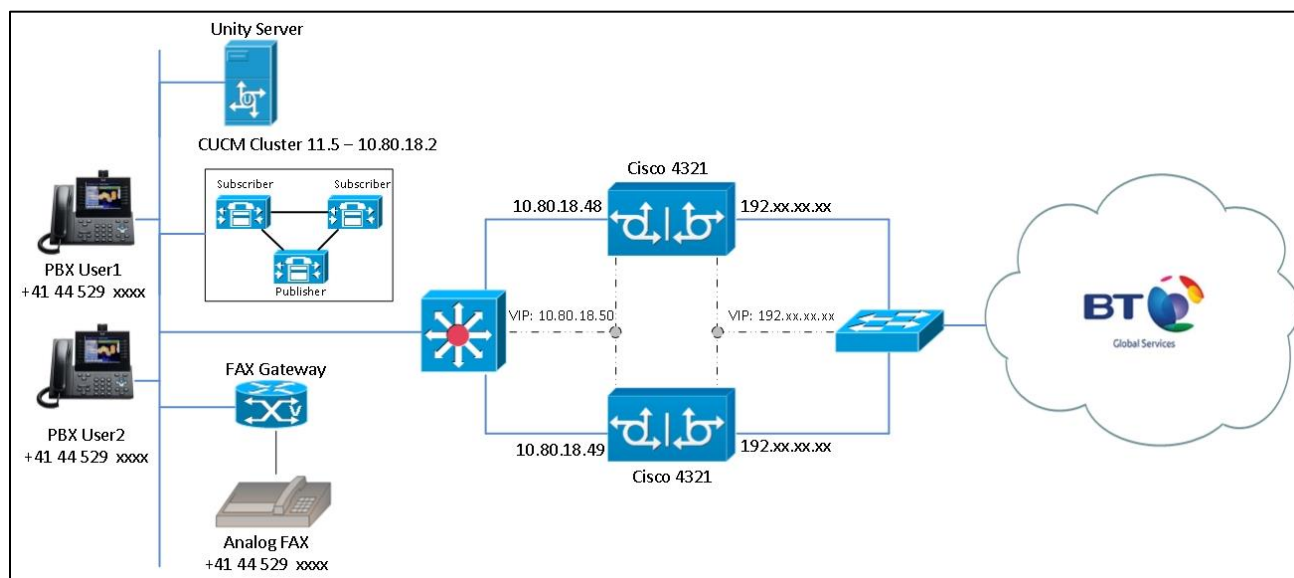 Unity Server
CUCM Cluster 11.5 – 10.80.18.2
Subscriber
Subscriber
Publisher
PBX User1
+41 44 529 xxxx
PBX User2
+41 44 529 xxxx
FAX Gateway
V
Analog FAX
+41 44 529 xxxx
U
Cisco 4321
10.80.18.48
192.xx.xx.xx
VIP: 10.80.18.50
VIP: 192.xx.xx.xx
10.80.18.49
192.xx.xx.xx
Cisco 4321
BT
Global Services